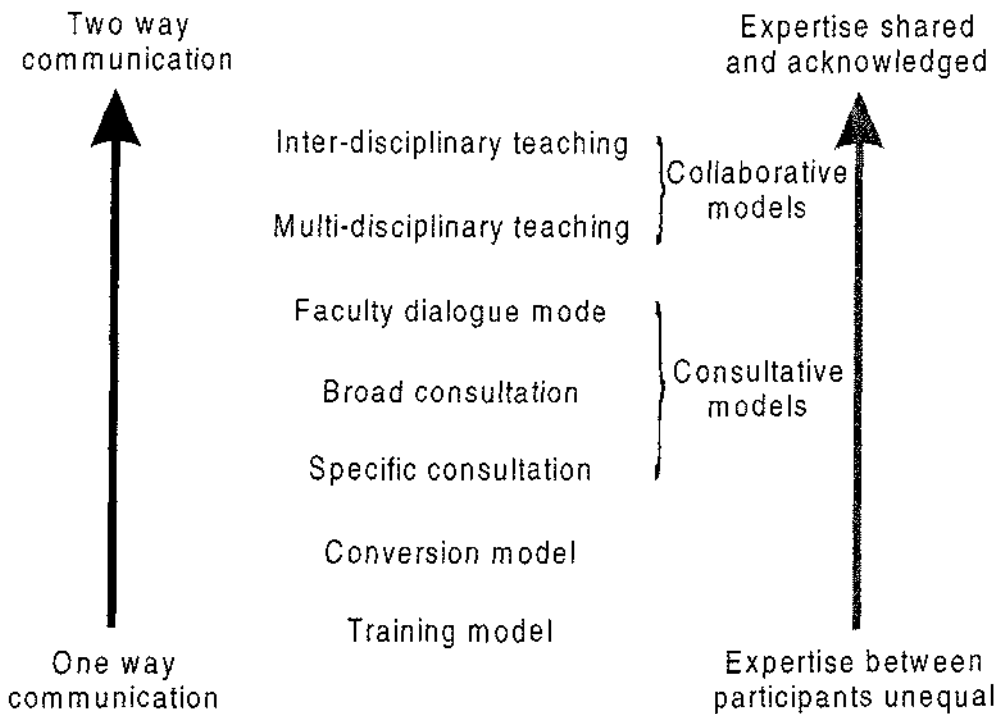 Two way
communication
Expertise shared
and acknowledged
Inter-disciplinary teaching
Multi-disciplinary teaching
Collaborative
models
Faculty dialogue mode
Broad consultation
Specific consultation
Consultative
models
Conversion model
Training model
One way
communication
Expertise between
participants unequal